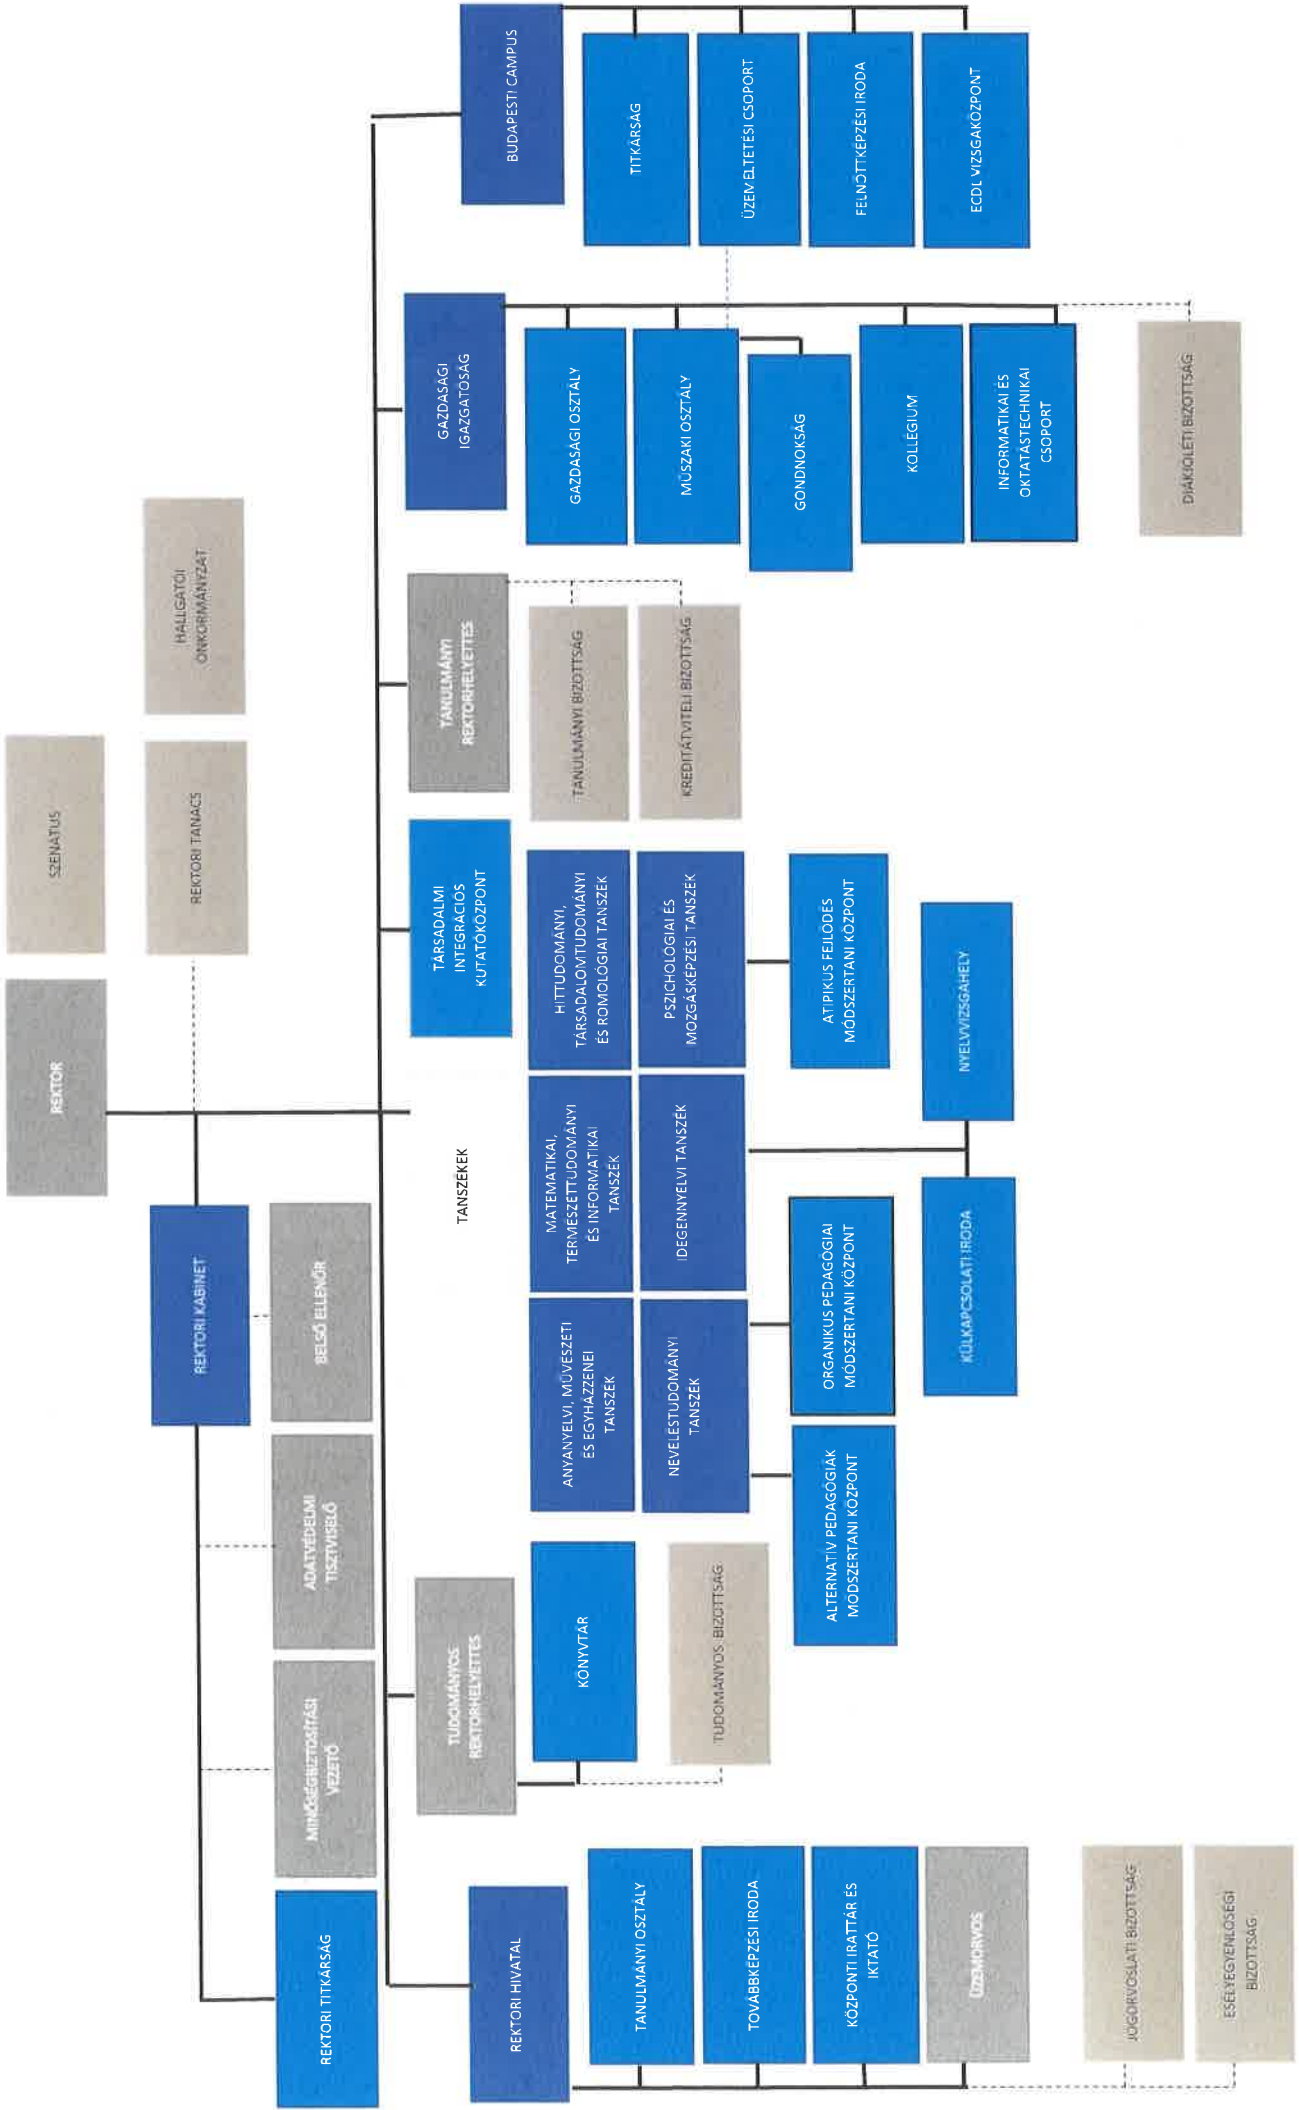 REKTOR
SZENÁTUS
REKTORI KABINET
REKTORI TANÁCS
HALLGATÓI
ÖNKORMÁNYZAT
REKTORI TITKÁRSÁG
MINŐSÉGBIZTOSÍTÁSI
VEZETŐ
ADATVÉDELMI
TISZTVISELŐ
BELSŐ ELLENŐR
REKTORI HIVATAL
TANULMÁNYI OSZTÁLY
TOVÁBBKÉPZÉSI IRODA
KÖZPONTI IRATTÁR ÉS
IKTATÓ
ÜZEMORVOS
JOGORVOSLATI BIZOTTSÁG
ESÉLYEGYENLŐSÉGI
BIZOTTSÁG
TUDOMÁNYOS
REKTORHELYETTES
KÖNYVTÁR
TUDOMÁNYOS BIZOTTSÁG
TANSZÉKEK
ANYANYELVI, MŰVÉSZETI
ÉS EGYHÁZZENEI
TANSZÉK
MATEMATIKAI,
TERMÉSZETTUDOMÁNYI
ÉS INFORMATIKAI
TANSZÉK
HITTUDOMÁNYI,
TÁRSADALOMTUDOMÁNYI
ÉS ROMOLÓGIAI TANSZÉK
NEVELÉSTUDOMÁNYI
TANSZÉK
IDEGENNYELVI TANSZÉK
PSZICHOLÓGIAI ÉS
MOZGÁSKÉPZÉSI TANSZÉK
ALTERNATÍV PEDAGÓGIÁK
MÓDSZERTANI KÖZPONT
ORGANIKUS PEDAGÓGIAI
MÓDSZERTANI KÖZPONT
ATIPIKUS FEJLŐDÉS
MÓDSZERTANI KÖZPONT
KÜLKAPCSOLATI IRODA
NYELVVIZSGAHELY
TÁRSADALMI
INTEGRÁCIÓS
KUTATÓKÖZPONT
TANULMÁNYI
REKTORHELYETTES
TANULMÁNYI BIZOTTSÁG
KREDITÁTVITELI BIZOTTSÁG
GAZDASÁGI
IGAZGATÓSÁG
GAZDASÁGI OSZTÁLY
MŰSZAKI OSZTÁLY
GONDNOKSÁG
KOLLÉGIUM
INFORMATIKAI ÉS
OKTATÁSTECHNIKAI
CSOPORT
DIÁKJÓLÉTI BIZOTTSÁG
BUDAPESTI CAMPUS
TITKÁRSÁG
ÜZEMELTETÉSI CSOPORT
FELNŐTTKÉPZÉSI IRODA
ECDL VIZSGAKÖZPONT